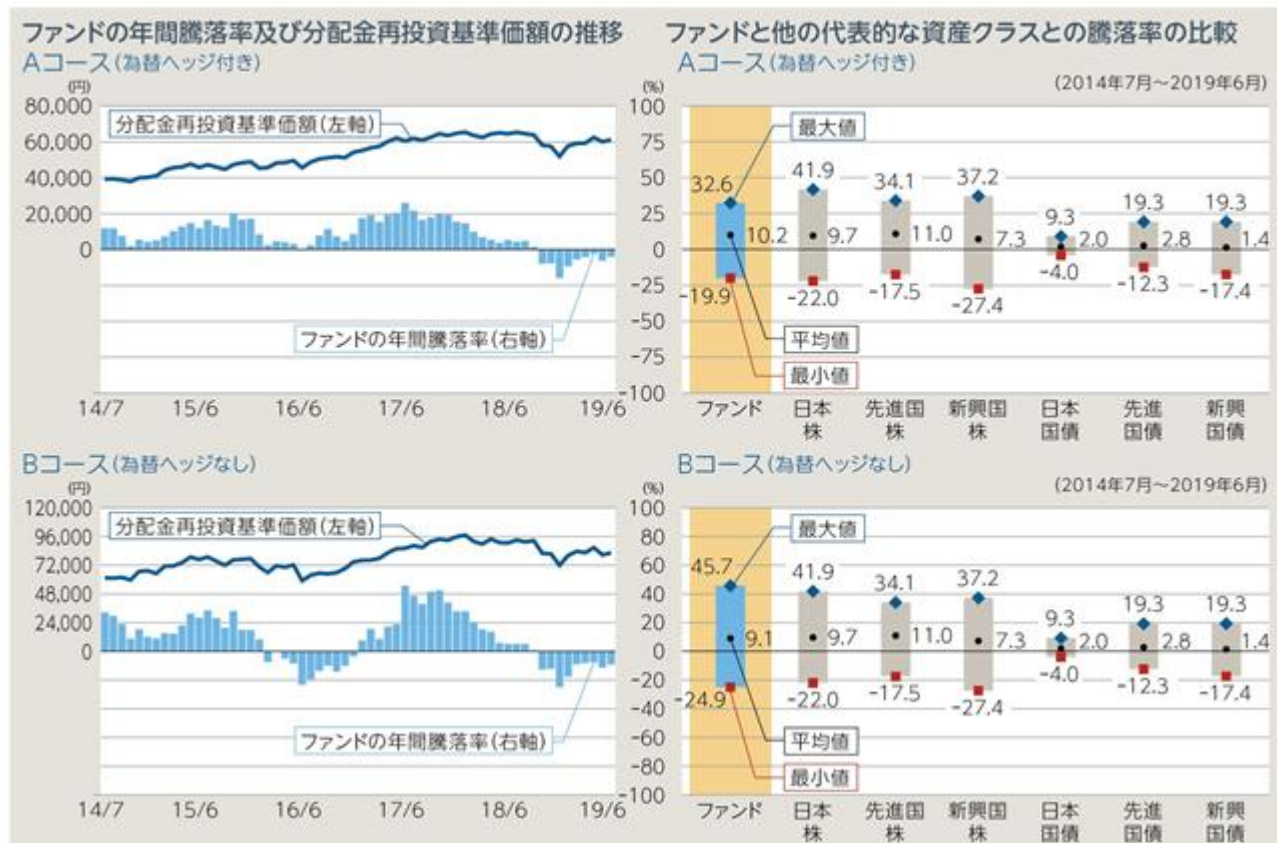 ファンドの年間騰落率及び分配金再投資基準価額の推移
Aコース(為替ヘッジ付き)
(円)
80,000
60,000
40,000
20,000
0
分配金再投資基準価額(左軸)
ファンドの年間騰落率(右軸)
(%)
100
75
50
25
0
-25
-50
-75
-100
14/7 15/6 16/6 17/6 18/6 19/6
ファンドと他の代表的な資産クラスとの騰落率の比較
Aコース(為替ヘッジ付き)
(2014年7月~2019年6月)
最大値
32.6 41.9 34.1 37.2 9.3 19.3 19.3
10.2 9.7 11.0 7.3 2.0 2.8 1.4
-19.9 -22.0 -17.5 -27.4 -4.0 -12.3 -17.4
平均値
最小値
ファンド 日本株 先進国株 新興国株 日本国債 先進国債 新興国債
Bコース(為替ヘッジなし)
(円)
120,000
96,000
72,000
48,000
24,000
0
分配金再投資基準価額(左軸)
ファンドの年間騰落率(右軸)
(%)
100
80
60
40
20
0
-20
-40
-60
-80
-100
14/7 15/6 16/6 17/6 18/6 19/6
Bコース(為替ヘッジなし)
(2014年7月~2019年6月)
最大値
45.7 41.9 34.1 37.2 9.3 19.3 19.3
9.1 9.7 11.0 7.3 2.0 2.8 1.4
-24.9 -22.0 -17.5 -27.4 -4.0 -12.3 -17.4
平均値
最小値
ファンド 日本株 先進国株 新興国株 日本国債 先進国債 新興国債